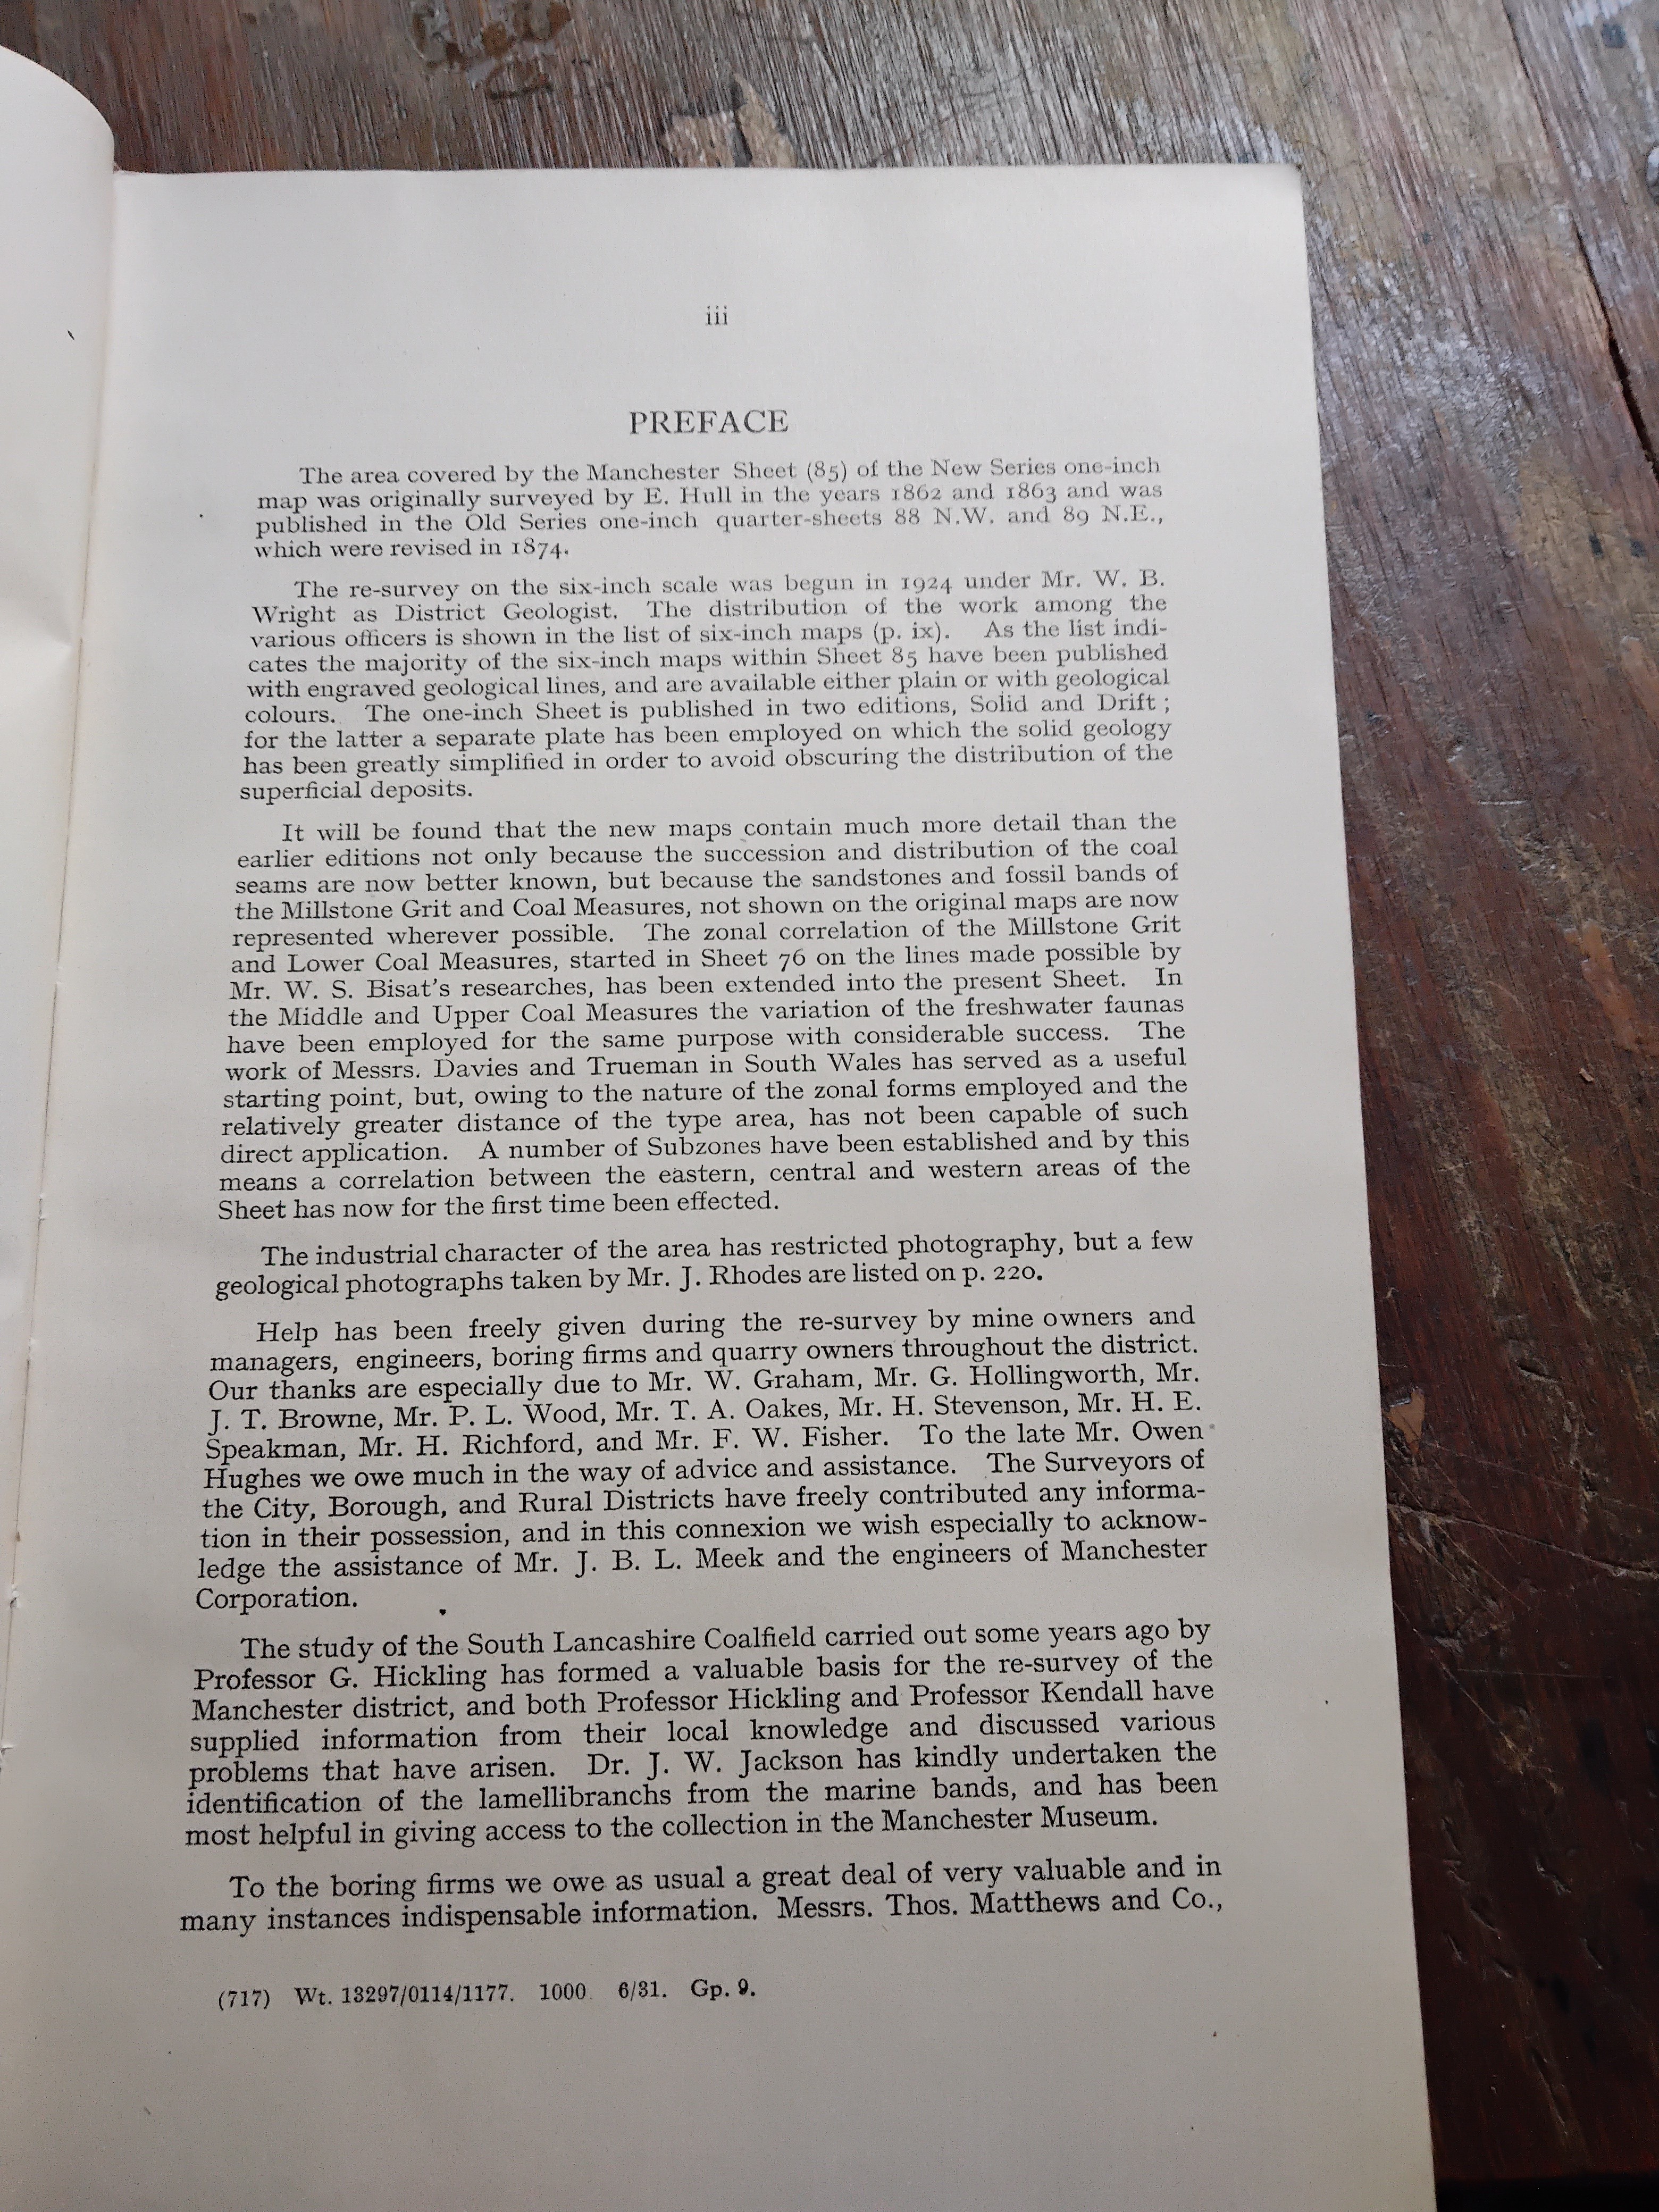 iii
PREFACE
The area covered by the Manchester Sheet (85) of the New Series one-inch
map was originally surveyed by E. Hull in the years 1862 and 1863 and was
published in the Old Series one-inch quarter-sheets 88 N.W. and 89 N.E.,
which were revised in 1874.
The re-survey on the six-inch scale was begun in 1924 under Mr. W. B.
Wright as District Geologist. The distribution of the work among the
various officers is shown in the list of six-inch maps (p. ix). As the list indi-
cates the majority of the six-inch maps within Sheet 85 have been published
with engraved geological lines, and are available either plain or with geological
colours. The one-inch Sheet is published in two editions, Solid and Drift ;
for the latter a separate plate has been employed on which the solid geology
has been greatly simplified in order to avoid obscuring the distribution of the
superficial deposits.
It will be found that the new maps contain much more detail than the
earlier editions not only because the succession and distribution of the coal
seams are now better known, but because the sandstones and fossil bands of
the Millstone Grit and Coal Measures, not shown on the original maps are now
represented wherever possible. The zonal correlation of the Millstone Grit
and Lower Coal Measures, started in Sheet 76 on the lines made possible by
Mr. W. S. Bisat's researches, has been extended into the present Sheet. In
the Middle and Upper Coal Measures the variation of the freshwater faunas
have been employed for the same purpose with considerable success. The
work of Messrs. Davies and Trueman in South Wales has served as a useful
starting point, but, owing to the nature of the zonal forms employed and the
relatively greater distance of the type area, has not been capable of such
direct application. A number of Subzones have been established and by this
means a correlation between the eastern, central and western areas of the
Sheet has now for the first time been effected.
The industrial character of the area has restricted photography, but a few
geological photographs taken by Mr. J. Rhodes are listed on p. 220.
Help has been freely given during the re-survey by mine owners and
managers, engineers, boring firms and quarry owners throughout the district.
Our thanks are especially due to Mr. W. Graham, Mr. G. Hollingworth, Mr.
J. T. Browne, Mr. P. L. Wood, Mr. T. A. Oakes, Mr. H. Stevenson, Mr. H. E.
Speakman, Mr. H. Richford, and Mr. F. W. Fisher. To the late Mr. Owen
Hughes we owe much in the way of advice and assistance. The Surveyors of
the City, Borough, and Rural Districts have freely contributed any informa-
tion in their possession, and in this connexion we wish especially to acknow-
ledge the assistance of Mr. J. B. L. Meek and the engineers of Manchester
Corporation.
The study of the South Lancashire Coalfield carried out some years ago by
Professor G. Hickling has formed a valuable basis for the re-survey of the
Manchester district, and both Professor Hickling and Professor Kendall have
supplied information from their local knowledge and discussed various
problems that have arisen. Dr. J. W. Jackson has kindly undertaken the
identification of the lamellibranchs from the marine bands, and has been
most helpful in giving access to the collection in the Manchester Museum.
To the boring firms we owe as usual a great deal of very valuable and in
many instances indispensable information. Messrs. Thos. Matthews and Co.,
(717) Wt. 13297/0114/1177. 1000 6/31. Gp. 9.